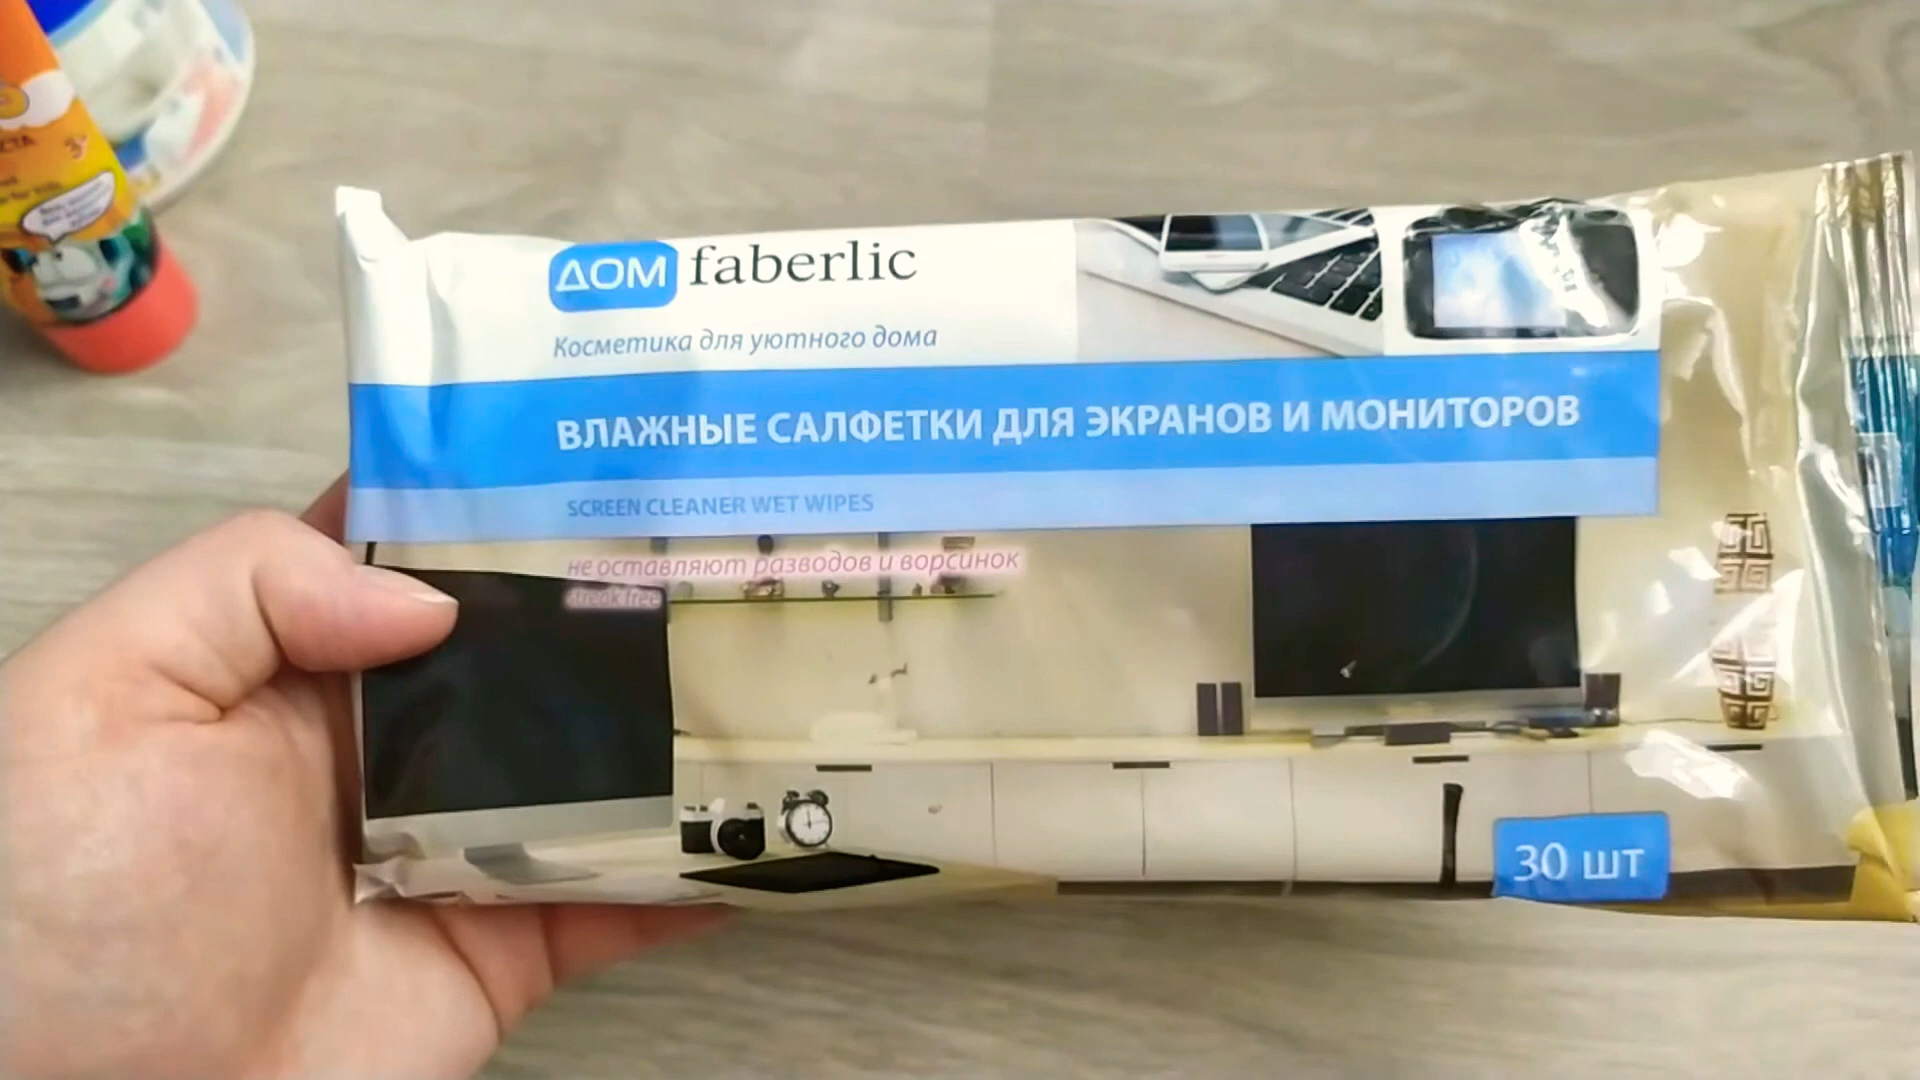 ДОМ faberlic
Косметика для уютного дома
ВЛАЖНЫЕ САЛФЕТКИ ДЛЯ ЭКРАНОВ И МОНИТОРОВ
SCREEN CLEANER WET WIPES
не оставляют разводов и ворсинок
streak free
30 шт
3+